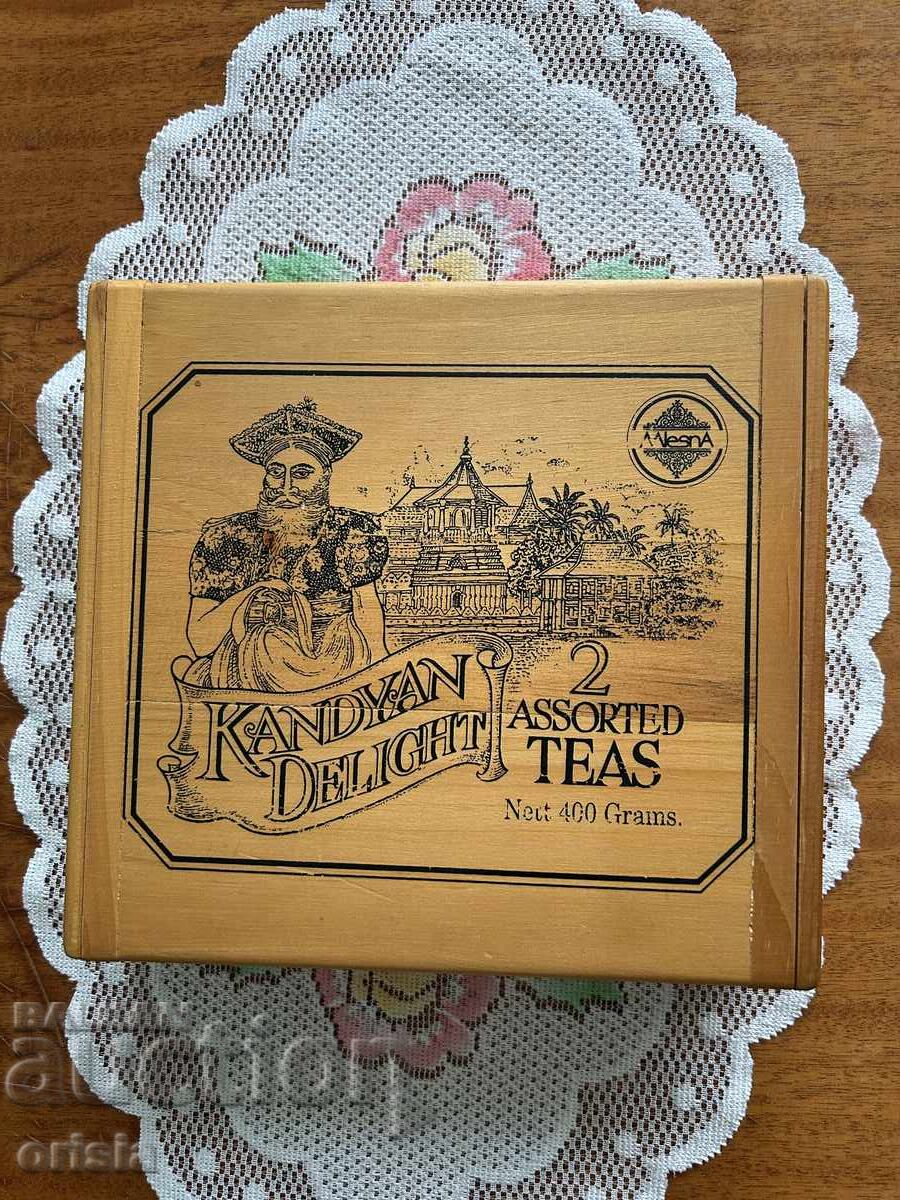 MlesnA
2
ASSORTED
TEAS
KANDYAN
DELIGHT
Nett 400 Grams.
BALKAN
auction
orisia